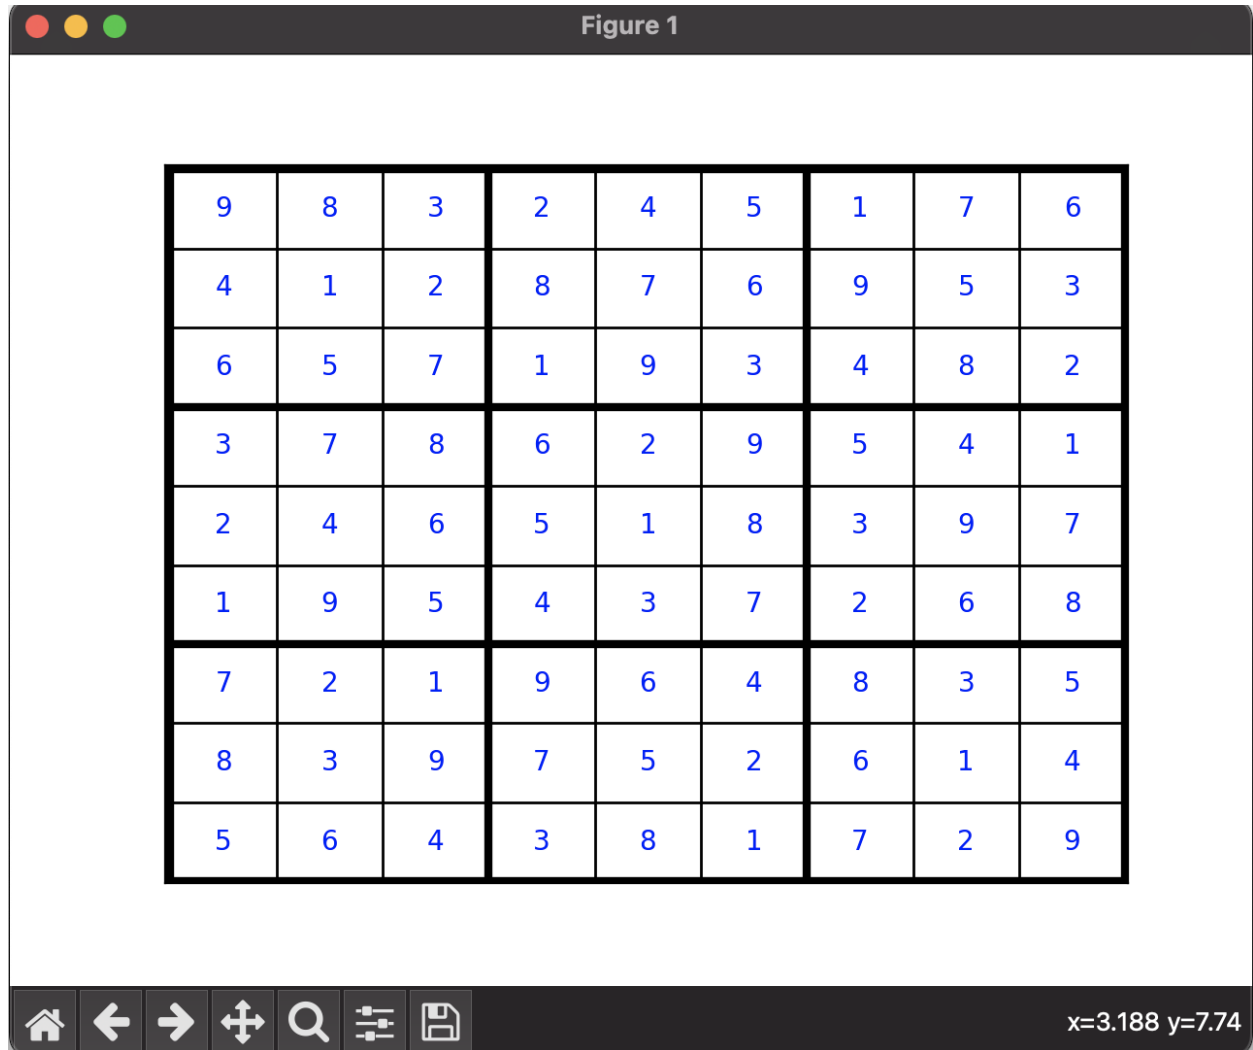 Figure 1
9 8 3 2 4 5 1 7 6
4 1 2 8 7 6 9 5 3
6 5 7 1 9 3 4 8 2
3 7 8 6 2 9 5 4 1
2 4 6 5 1 8 3 9 7
1 9 5 4 3 7 2 6 8
7 2 1 9 6 4 8 3 5
8 3 9 7 5 2 6 1 4
5 6 4 3 8 1 7 2 9
x=3.188 y=7.74